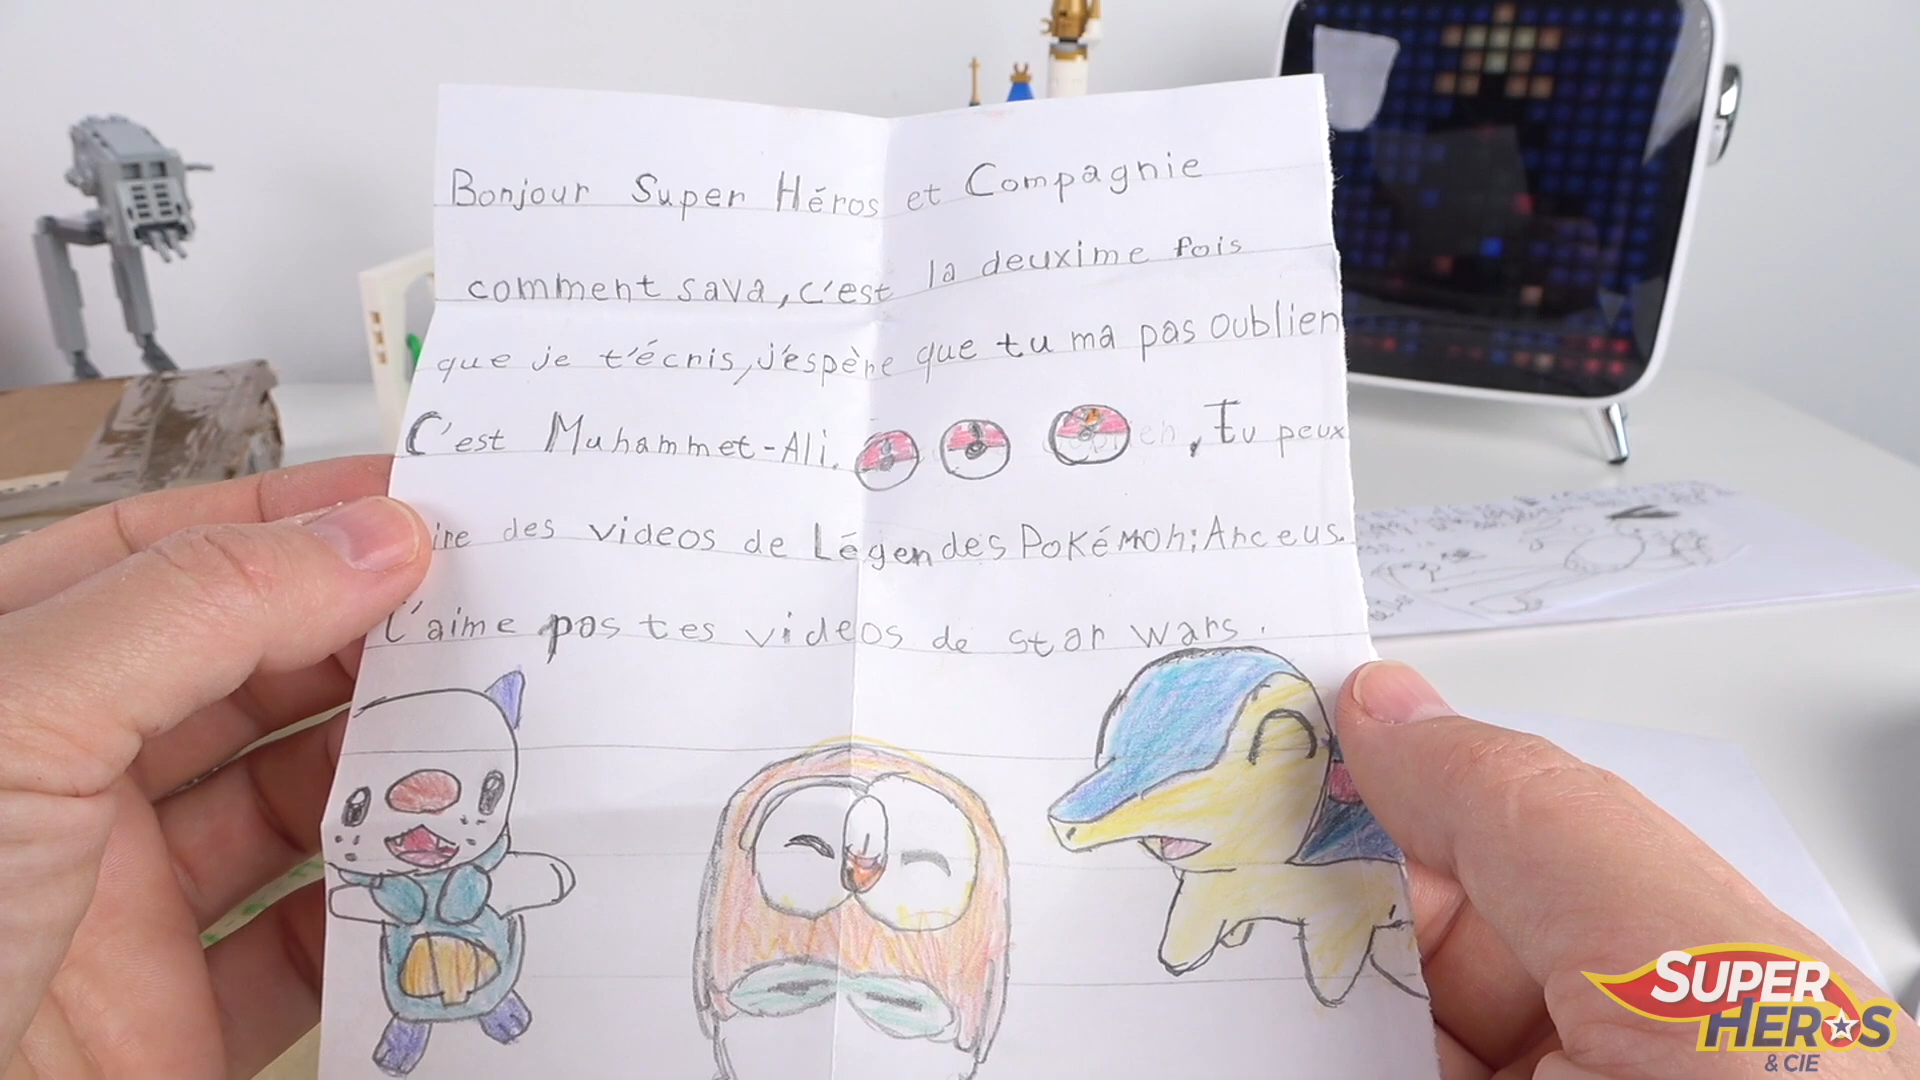 Bonjour Super Héros et Compagnie
comment sava, c'est la deuxime fois
que je t'écris, j'espère que tu ma pas oublien
C'est Muhammet-Ali. , Tu peux
ire des videos de Légendes Pokémon: Arceus.
J'aime pas tes videos de star wars.
SUPER
HEROS
& CIE